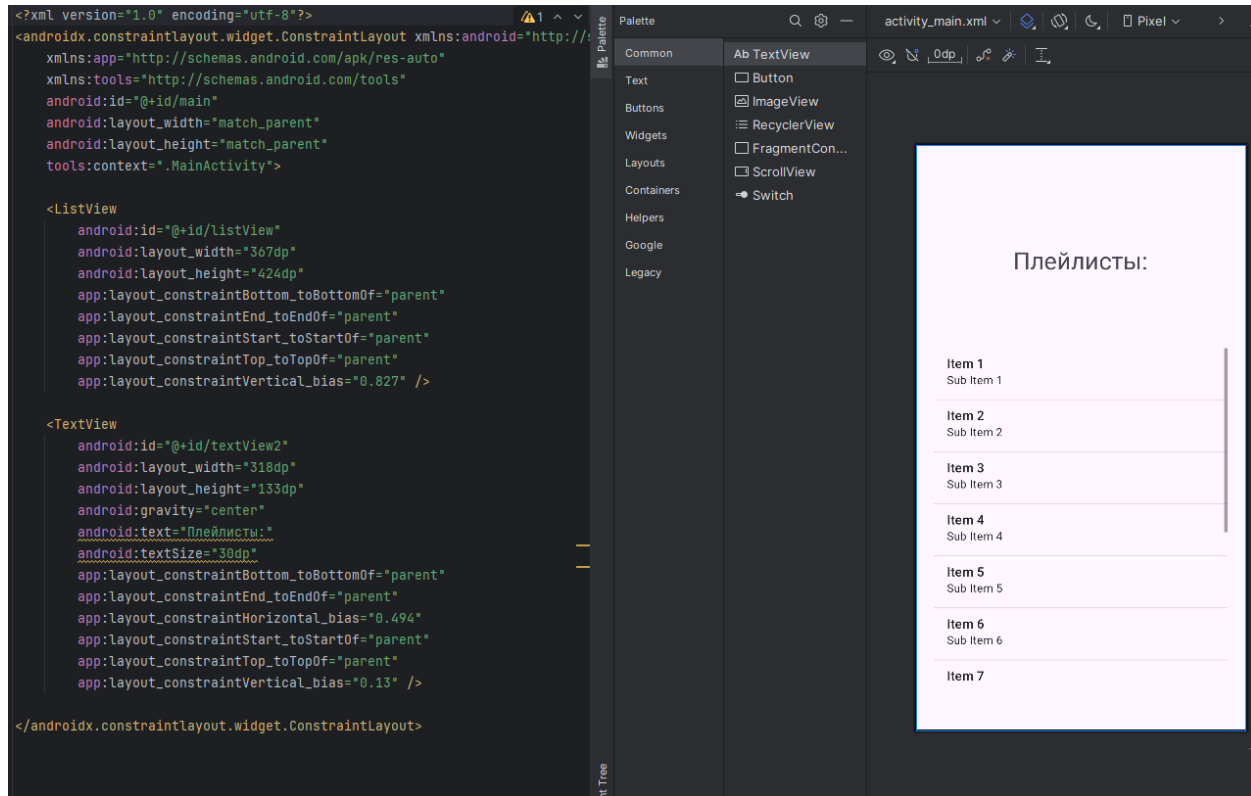 <?xml version="1.0" encoding="utf-8"?>
1
<androidx.constraintlayout.widget.ConstraintLayout xmlns:android="http://
xmlns:app="http://schemas.android.com/apk/res-auto"
xmlns:tools="http://schemas.android.com/tools"
android:id="@+id/main"
android:layout_width="match_parent"
android:layout_height="match_parent"
tools:context=".MainActivity">
<ListView
android:id="@+id/listView"
android:layout_width="367dp"
android:layout_height="424dp"
app:layout_constraintBottom_toBottomOf="parent"
app:layout_constraintEnd_toEndOf="parent"
app:layout_constraintStart_toStartOf="parent"
app:layout_constraintTop_toTopOf="parent"
app:layout_constraintVertical_bias="0.827" />
<TextView
android:id="@+id/textView2"
android:layout_width="318dp"
android:layout_height="133dp"
android:gravity="center"
android:text="Плейлисты:"
android:textSize="30dp"
app:layout_constraintBottom_toBottomOf="parent"
app:layout_constraintEnd_toEndOf="parent"
app:layout_constraintHorizontal_bias="0.494"
app:layout_constraintStart_toStartOf="parent"
app:layout_constraintTop_toTopOf="parent"
app:layout_constraintVertical_bias="0.13" />
</androidx.constraintlayout.widget.ConstraintLayout>
Palette
Tree
Palette
Common
Text
Buttons
Widgets
Layouts
Containers
Helpers
Google
Legacy
Ab TextView
Button
ImageView
RecyclerView
FragmentCon...
ScrollView
Switch
activity_main.xml
Pixel
0dp
Плейлисты:
Item 1
Sub Item 1
Item 2
Sub Item 2
Item 3
Sub Item 3
Item 4
Sub Item 4
Item 5
Sub Item 5
Item 6
Sub Item 6
Item 7